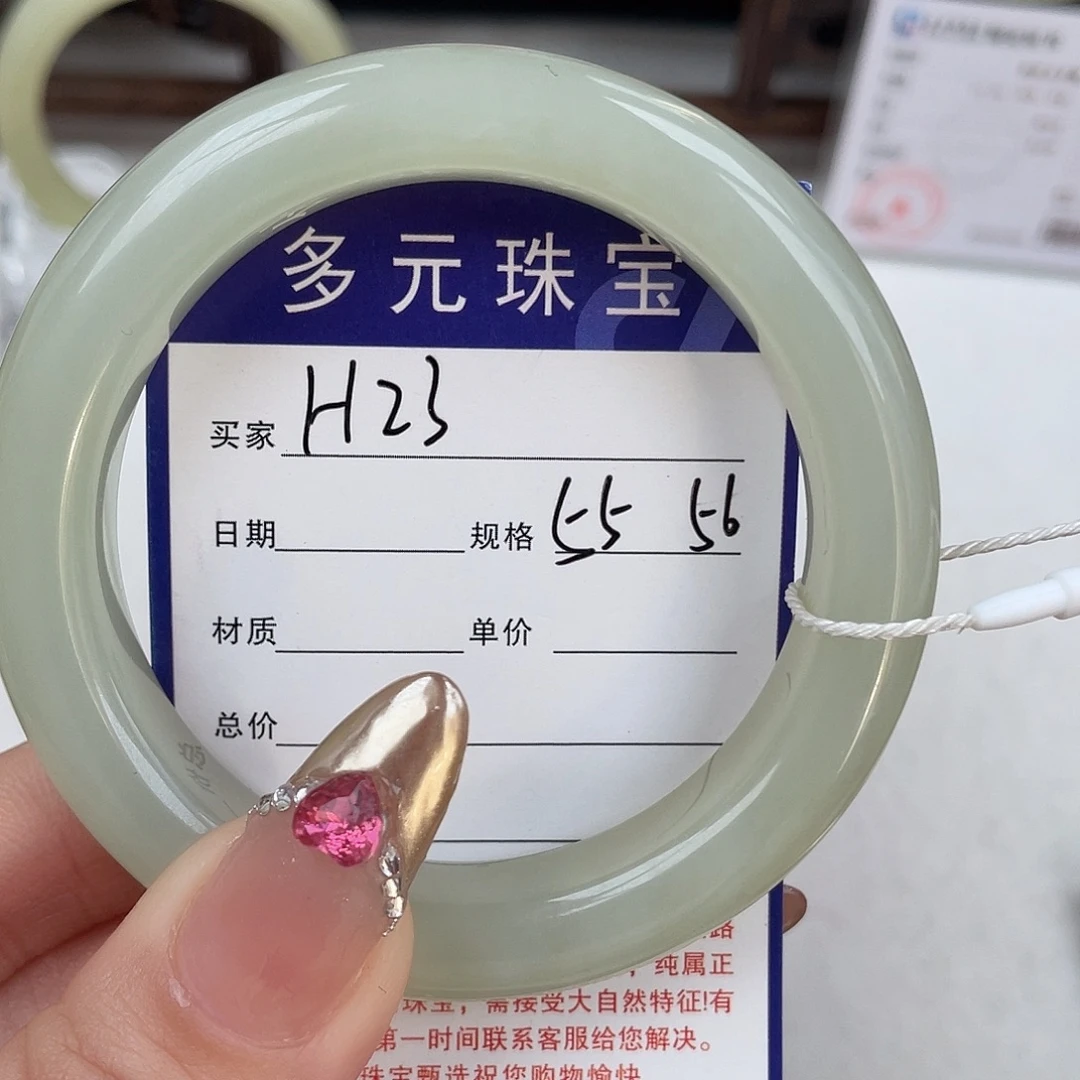 多元珠宝
买家 H23
日期 规格 55 56
材质 单价
总价
路
，纯属正
珠宝，需接受大自然特征!有
第一时间联系客服给您解决。
珠宝甄选祝您购物愉快